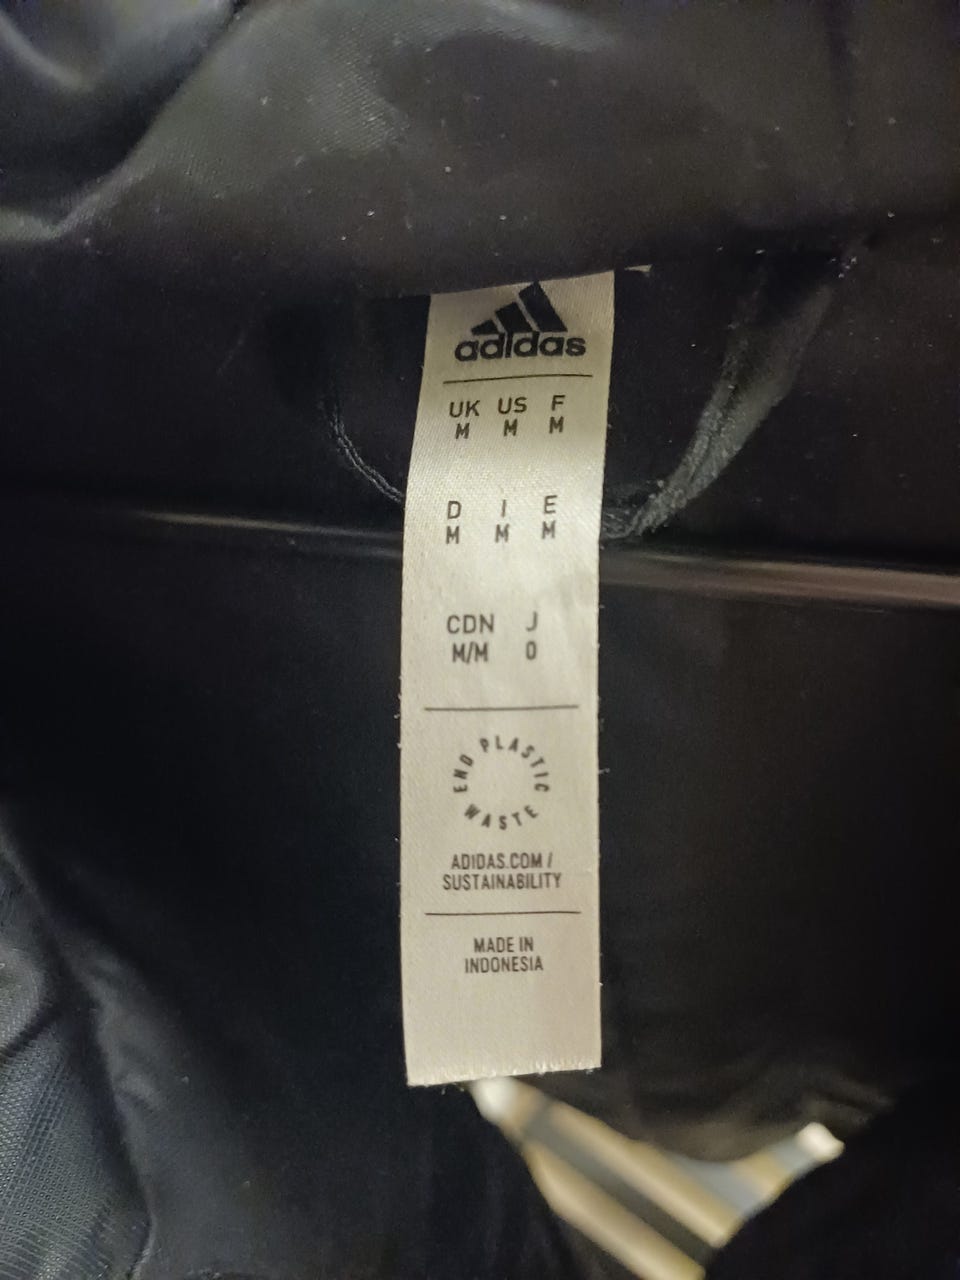 adidas
UK US F
M M M
D I E
M M M
CDN J
M/M O
END PLASTIC WASTE
ADIDAS.COM /
SUSTAINABILITY
MADE IN
INDONESIA